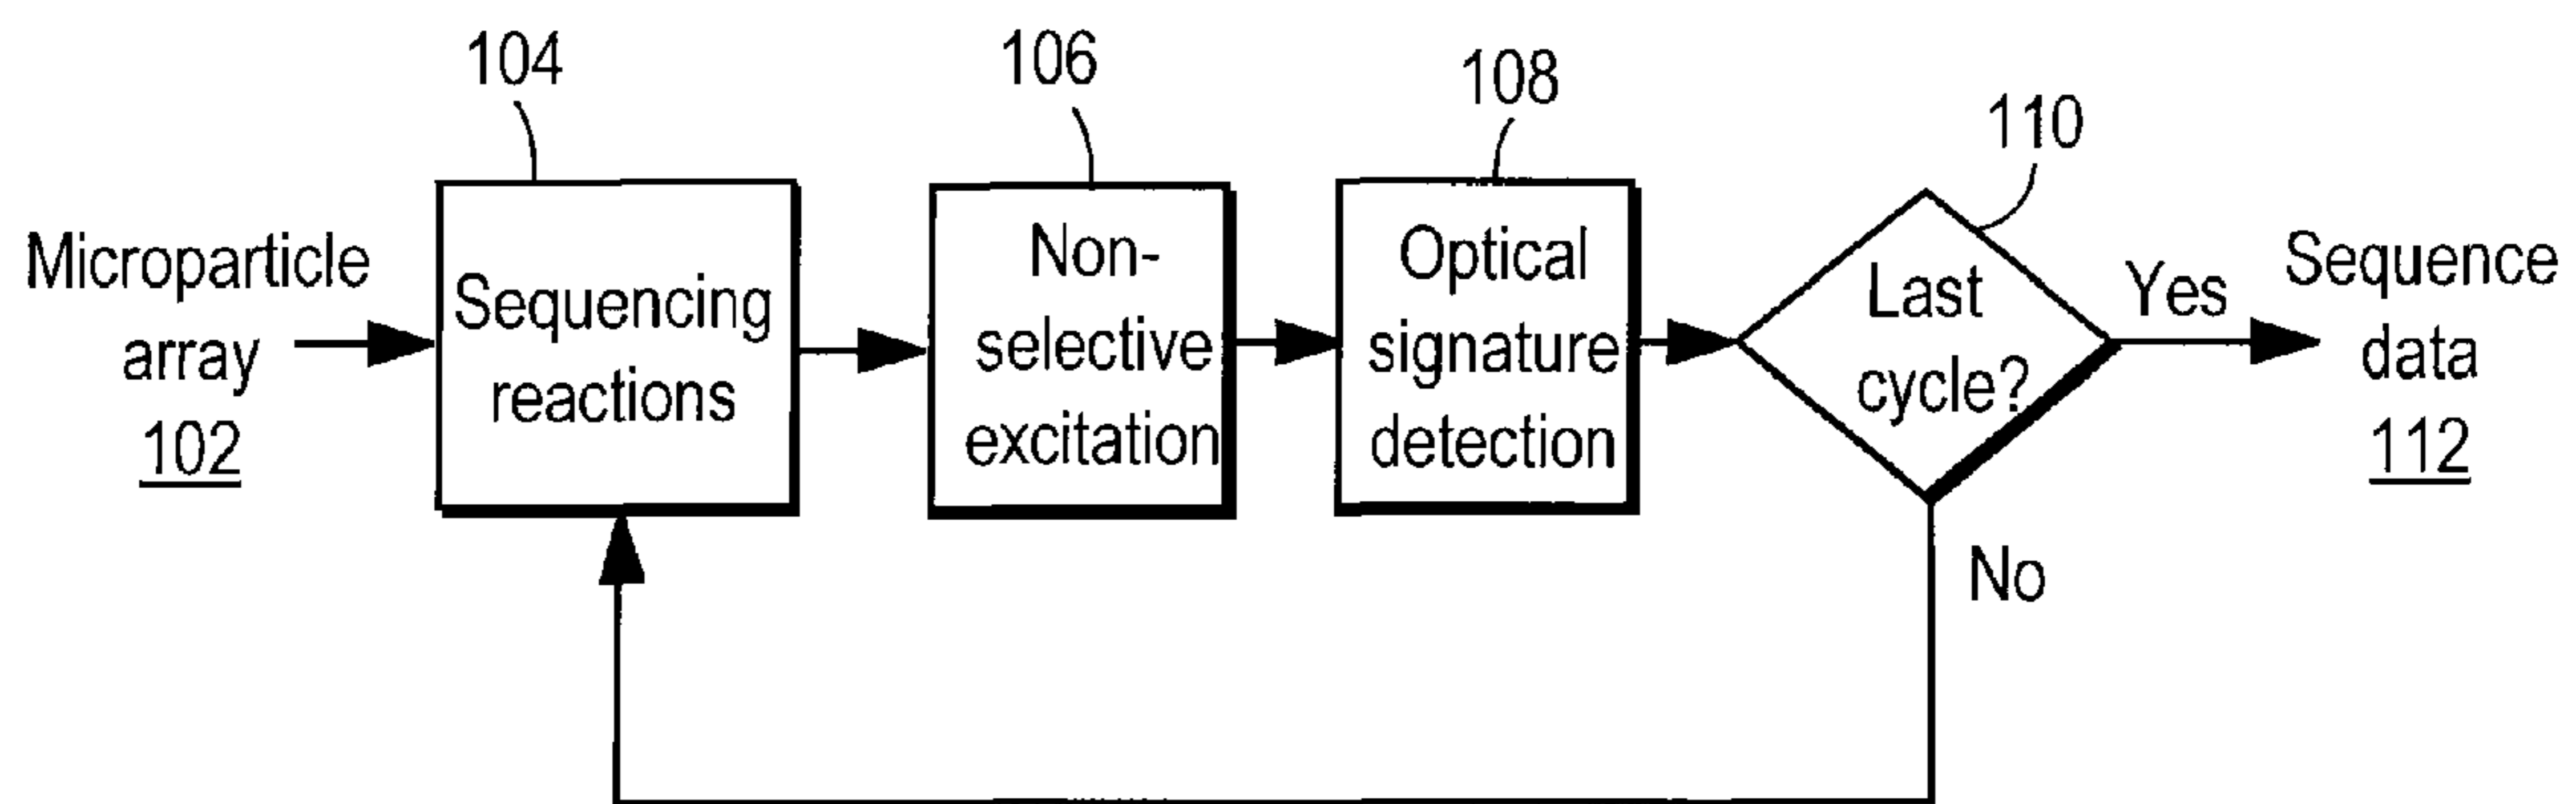 104
106
108
110
Microparticle
array
102
Sequencing
reactions
Non-
selective
excitation
Optical
signature
detection
Last
cycle?
Yes
No
Sequence
data
112